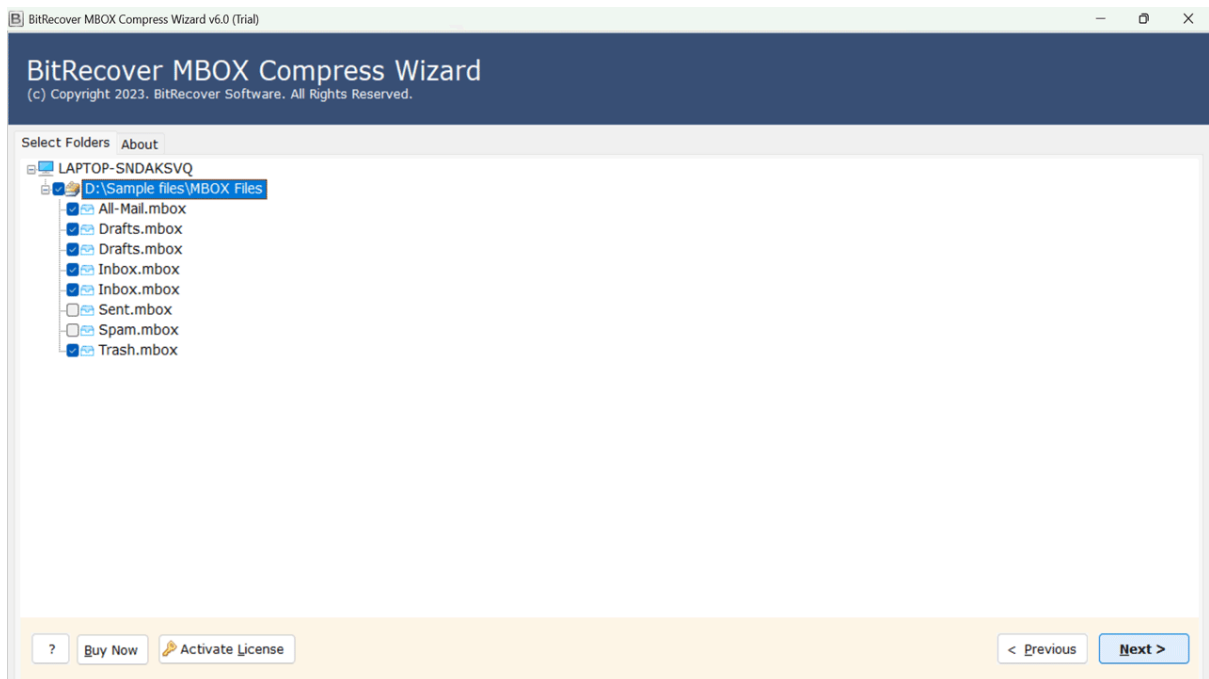 BitRecover MBOX Compress Wizard v6.0 (Trial)
BitRecover MBOX Compress Wizard
(c) Copyright 2023. BitRecover Software. All Rights Reserved.
Select Folders About
LAPTOP-SNDAKSVQ
D:\Sample files\MBOX Files
All-Mail.mbox
Drafts.mbox
Drafts.mbox
Inbox.mbox
Inbox.mbox
Sent.mbox
Spam.mbox
Trash.mbox
? Buy Now Activate License < Previous Next >